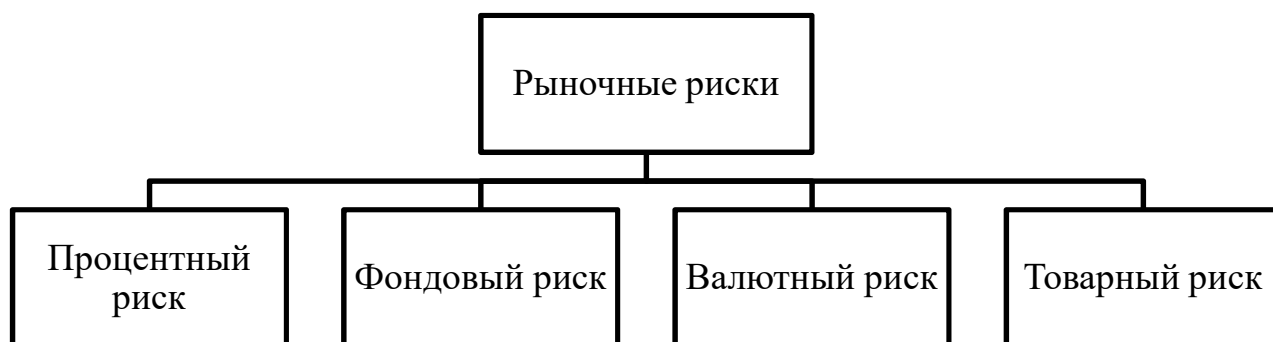 Рыночные риски
Процентный
риск
Фондовый риск
Валютный риск
Товарный риск